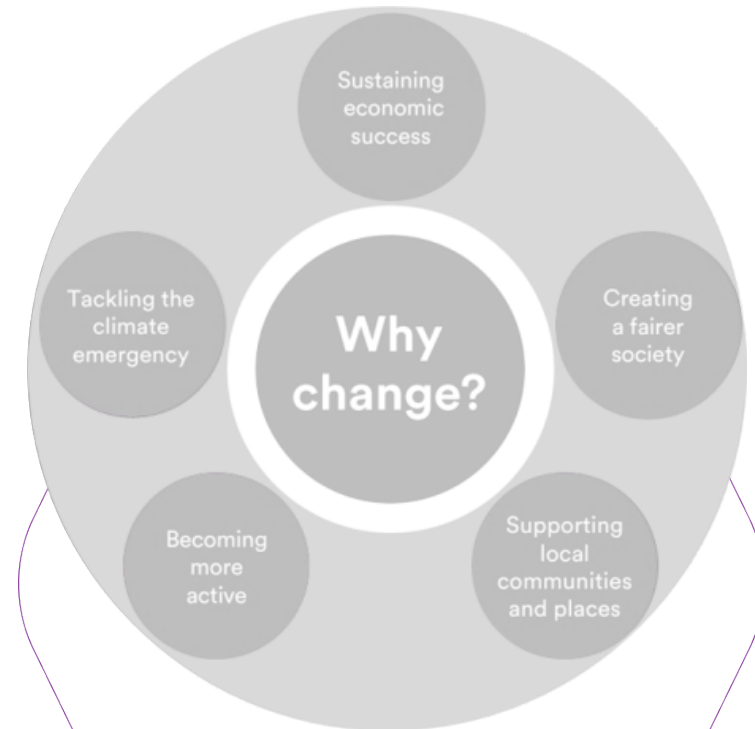 Sustaining
economic
success
Tackling the
climate
emergency
Why
change?
Creating
a fairer
society
Becoming
more
active
Supporting
local
communities
and places